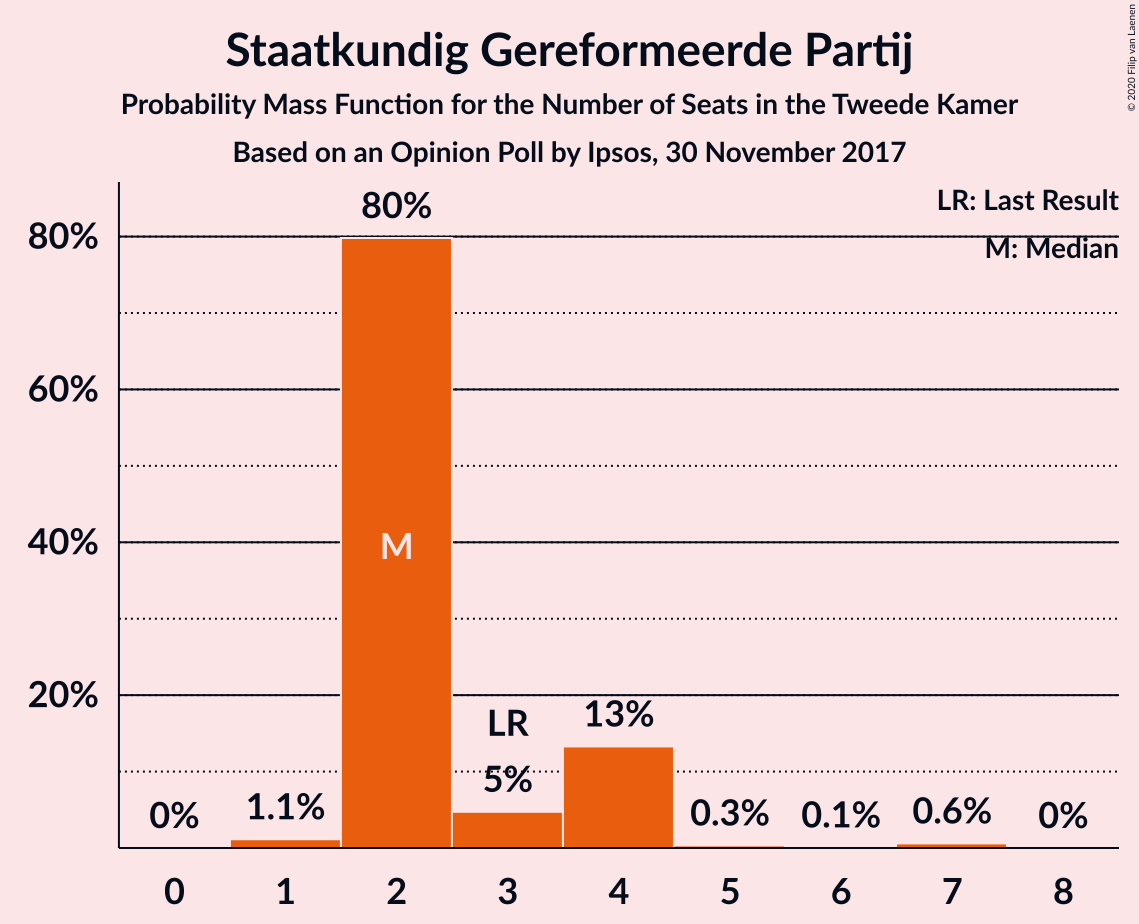 Staatkundig Gereformeerde Partij
Probability Mass Function for the Number of Seats in the Tweede Kamer
Based on an Opinion Poll by Ipsos, 30 November 2017
© 2020 Filip van Laenen
LR: Last Result
M: Median
80%
60%
40%
20%
0%
1.1%
80%
M
LR
5%
13%
0.3%
0.1%
0.6%
0%
0 1 2 3 4 5 6 7 8